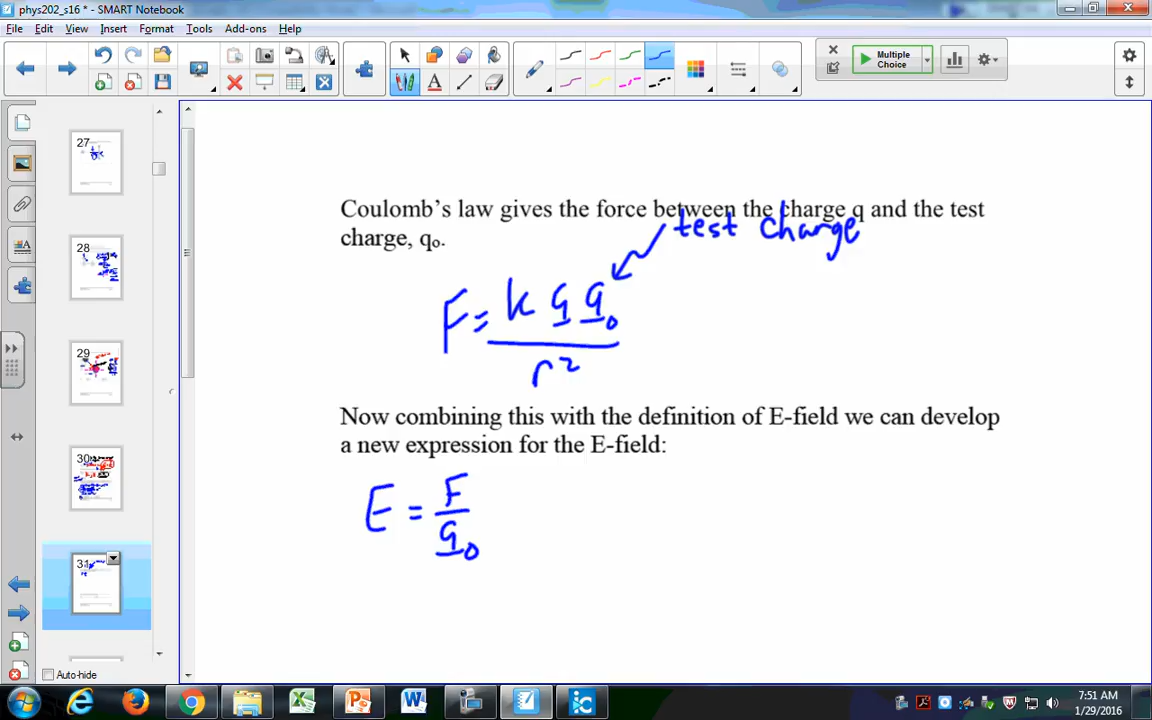 phys202_s16 * - SMART Notebook
File Edit View Insert Format Tools Add-ons Help
Multiple
Choice
27
28
29
30
31
Coulomb's law gives the force between the charge q and the test
charge, q₀.
test charge
F = k q q₀
r²
Now combining this with the definition of E-field we can develop
a new expression for the E-field:
E = F
q₀
Auto-hide
7:51 AM
1/29/2016